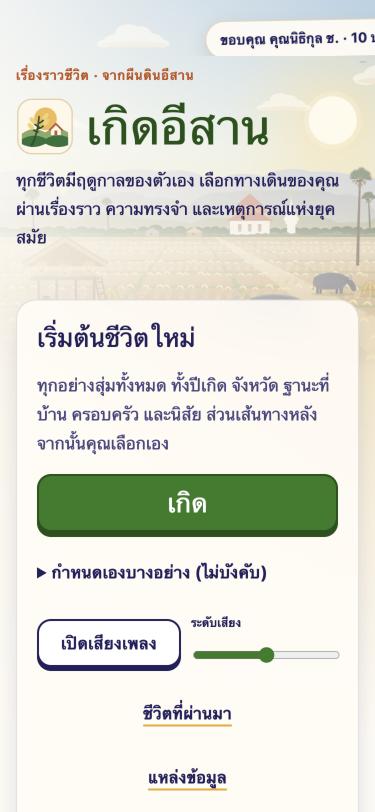 ขอบคุณ คุณนิธิกุล ช. · 10
เรื่องราวชีวิต · จากผืนดินอีสาน
เกิดอีสาน
ทุกชีวิตมีฤดูกาลของตัวเอง เลือกทางเดินของคุณ
ผ่านเรื่องราว ความทรงจำ และเหตุการณ์แห่งยุค
สมัย
เริ่มต้นชีวิตใหม่
ทุกอย่างสุ่มทั้งหมด ทั้งปีเกิด จังหวัด ฐานะที่
บ้าน ครอบครัว และนิสัย ส่วนเส้นทางหลัง
จากนั้นคุณเลือกเอง
เกิด
▶ กำหนดเองบางอย่าง (ไม่บังคับ)
ระดับเสียง
เปิดเสียงเพลง
ชีวิตที่ผ่านมา
แหล่งข้อมูล